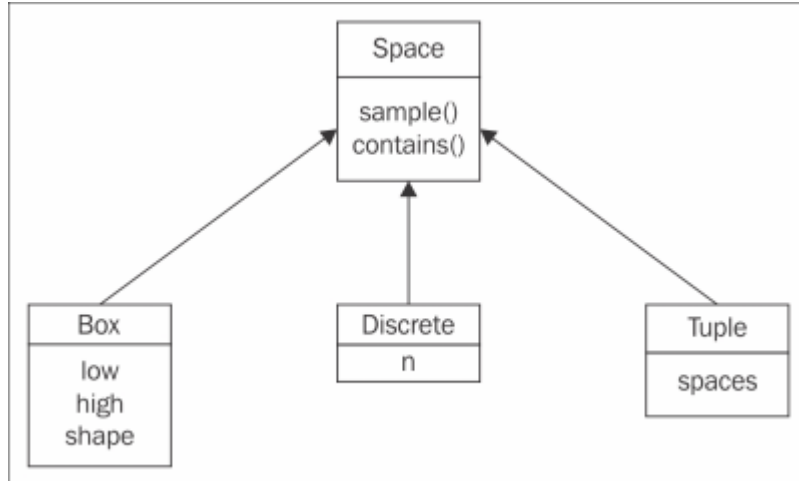 Space
sample()
contains()
Box
low
high
shape
Discrete
n
Tuple
spaces